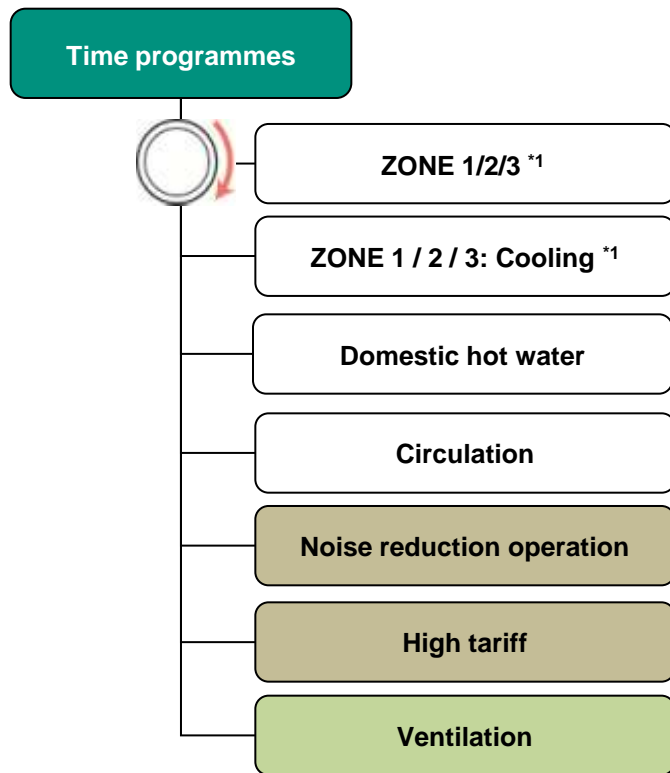 Time programmes
ZONE 1/2/3 *1
ZONE 1 / 2 / 3: Cooling *1
Domestic hot water
Circulation
Noise reduction operation
High tariff
Ventilation